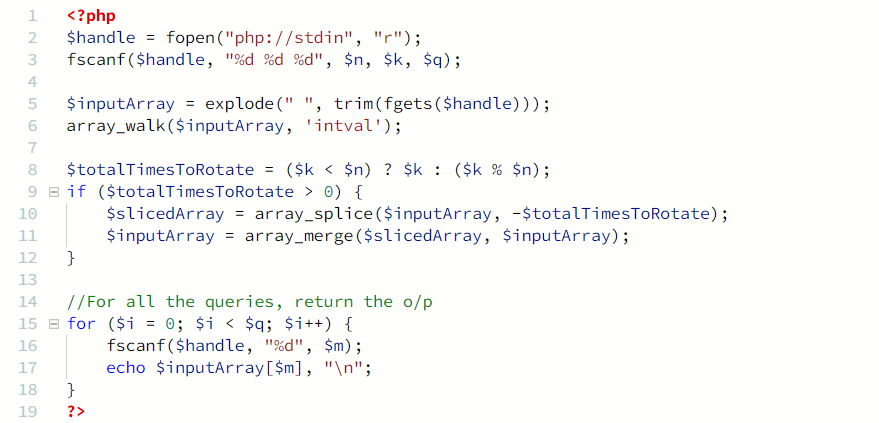 1 <?php
2 $handle = fopen("php://stdin", "r");
3 fscanf($handle, "%d %d %d", $n, $k, $q);
4
5 $inputArray = explode(" ", trim(fgets($handle)));
6 array_walk($inputArray, 'intval');
7
8 $totalTimesToRotate = ($k < $n) ? $k : ($k % $n);
9 if ($totalTimesToRotate > 0) {
10     $slicedArray = array_splice($inputArray, -$totalTimesToRotate);
11     $inputArray = array_merge($slicedArray, $inputArray);
12 }
13
14 //For all the queries, return the o/p
15 for ($i = 0; $i < $q; $i++) {
16     fscanf($handle, "%d", $m);
17     echo $inputArray[$m], "\n";
18 }
19 ?>